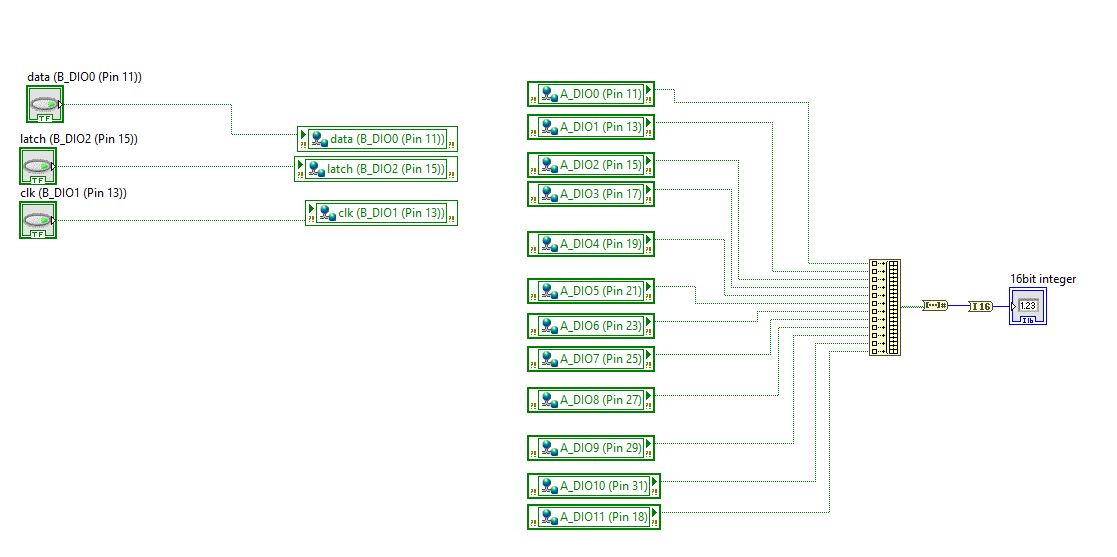 data (B_DIO0 (Pin 11))
TF
latch (B_DIO2 (Pin 15))
TF
clk (B_DIO1 (Pin 13))
TF
data (B_DIO0 (Pin 11))
latch (B_DIO2 (Pin 15))
clk (B_DIO1 (Pin 13))
A_DIO0 (Pin 11)
A_DIO1 (Pin 13)
A_DIO2 (Pin 15)
A_DIO3 (Pin 17)
A_DIO4 (Pin 19)
A_DIO5 (Pin 21)
A_DIO6 (Pin 23)
A_DIO7 (Pin 25)
A_DIO8 (Pin 27)
A_DIO9 (Pin 29)
A_DIO10 (Pin 31)
A_DIO11 (Pin 18)
[···]#
I16
16bit integer
1.23
I16